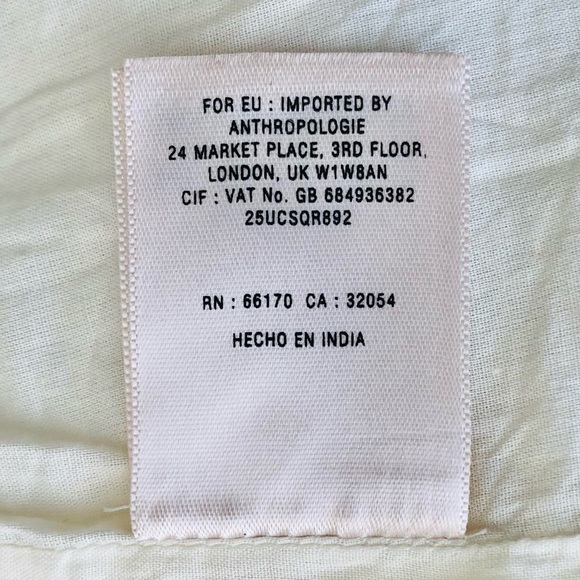 FOR EU : IMPORTED BY
ANTHROPOLOGIE
24 MARKET PLACE, 3RD FLOOR,
LONDON, UK W1W8AN
CIF : VAT No. GB 684936382
25UCSQR892
RN : 66170 CA : 32054
HECHO EN INDIA